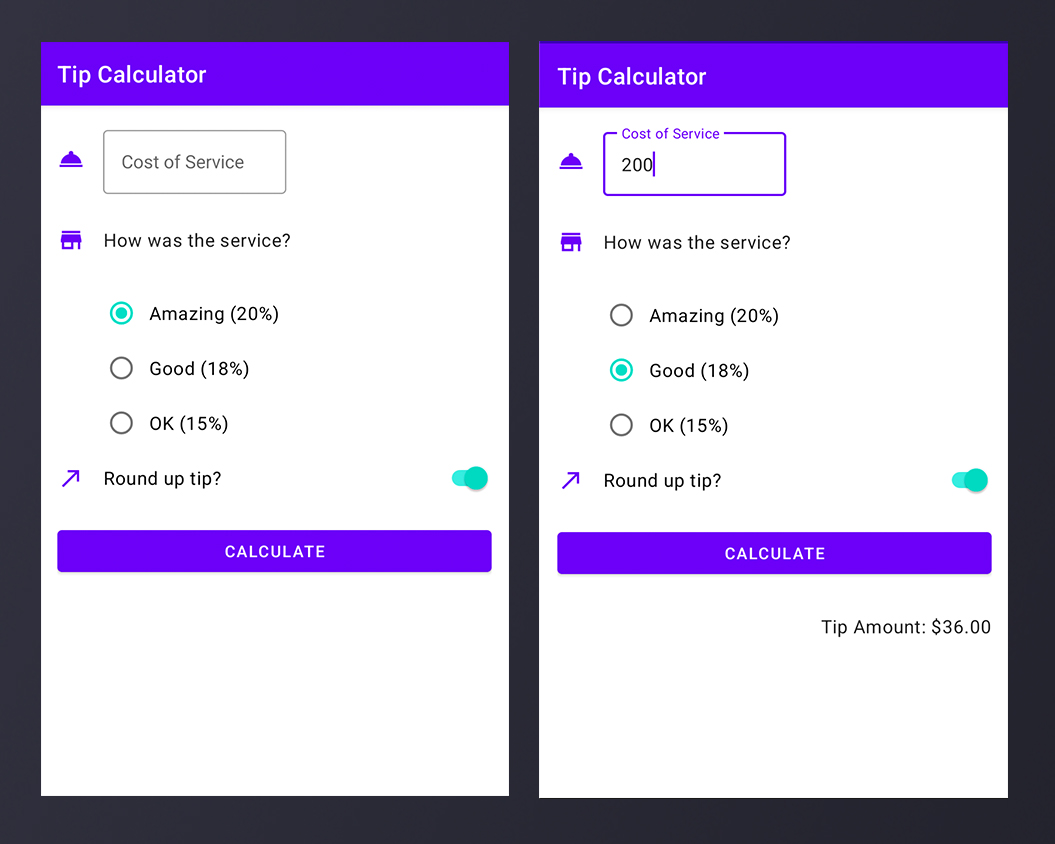 Tip Calculator
Cost of Service
How was the service?
Amazing (20%)
Good (18%)
OK (15%)
Round up tip?
CALCULATE
Tip Calculator
Cost of Service
200
How was the service?
Amazing (20%)
Good (18%)
OK (15%)
Round up tip?
CALCULATE
Tip Amount: $36.00